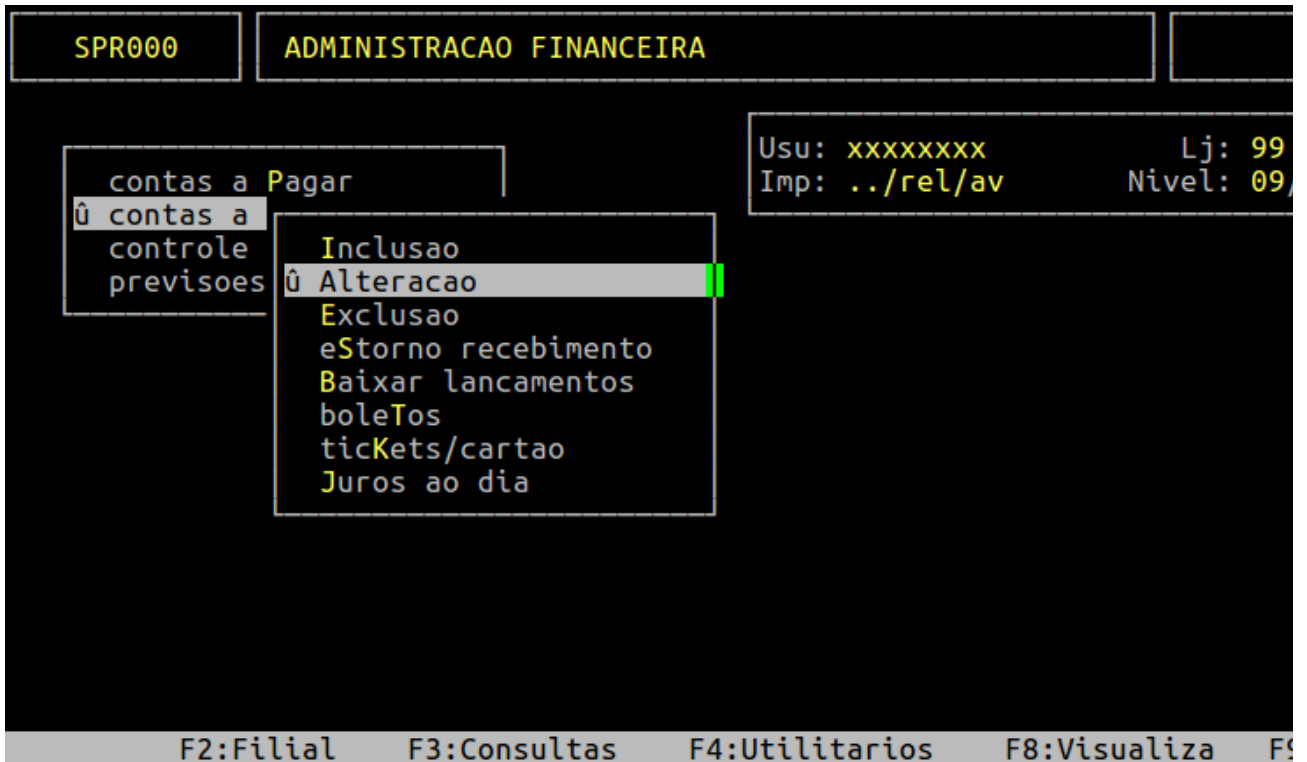 SPR000 ADMINISTRACAO FINANCEIRA
Usu: xxxxxxxx Lj: 99
Imp: ../rel/av Nivel: 09/
contas a Pagar
û contas a
controle
previsoes
Inclusao
û Alteracao
Exclusao
eStorno recebimento
Baixar lancamentos
boleTos
ticKets/cartao
Juros ao dia
F2:Filial F3:Consultas F4:Utilitarios F8:Visualiza